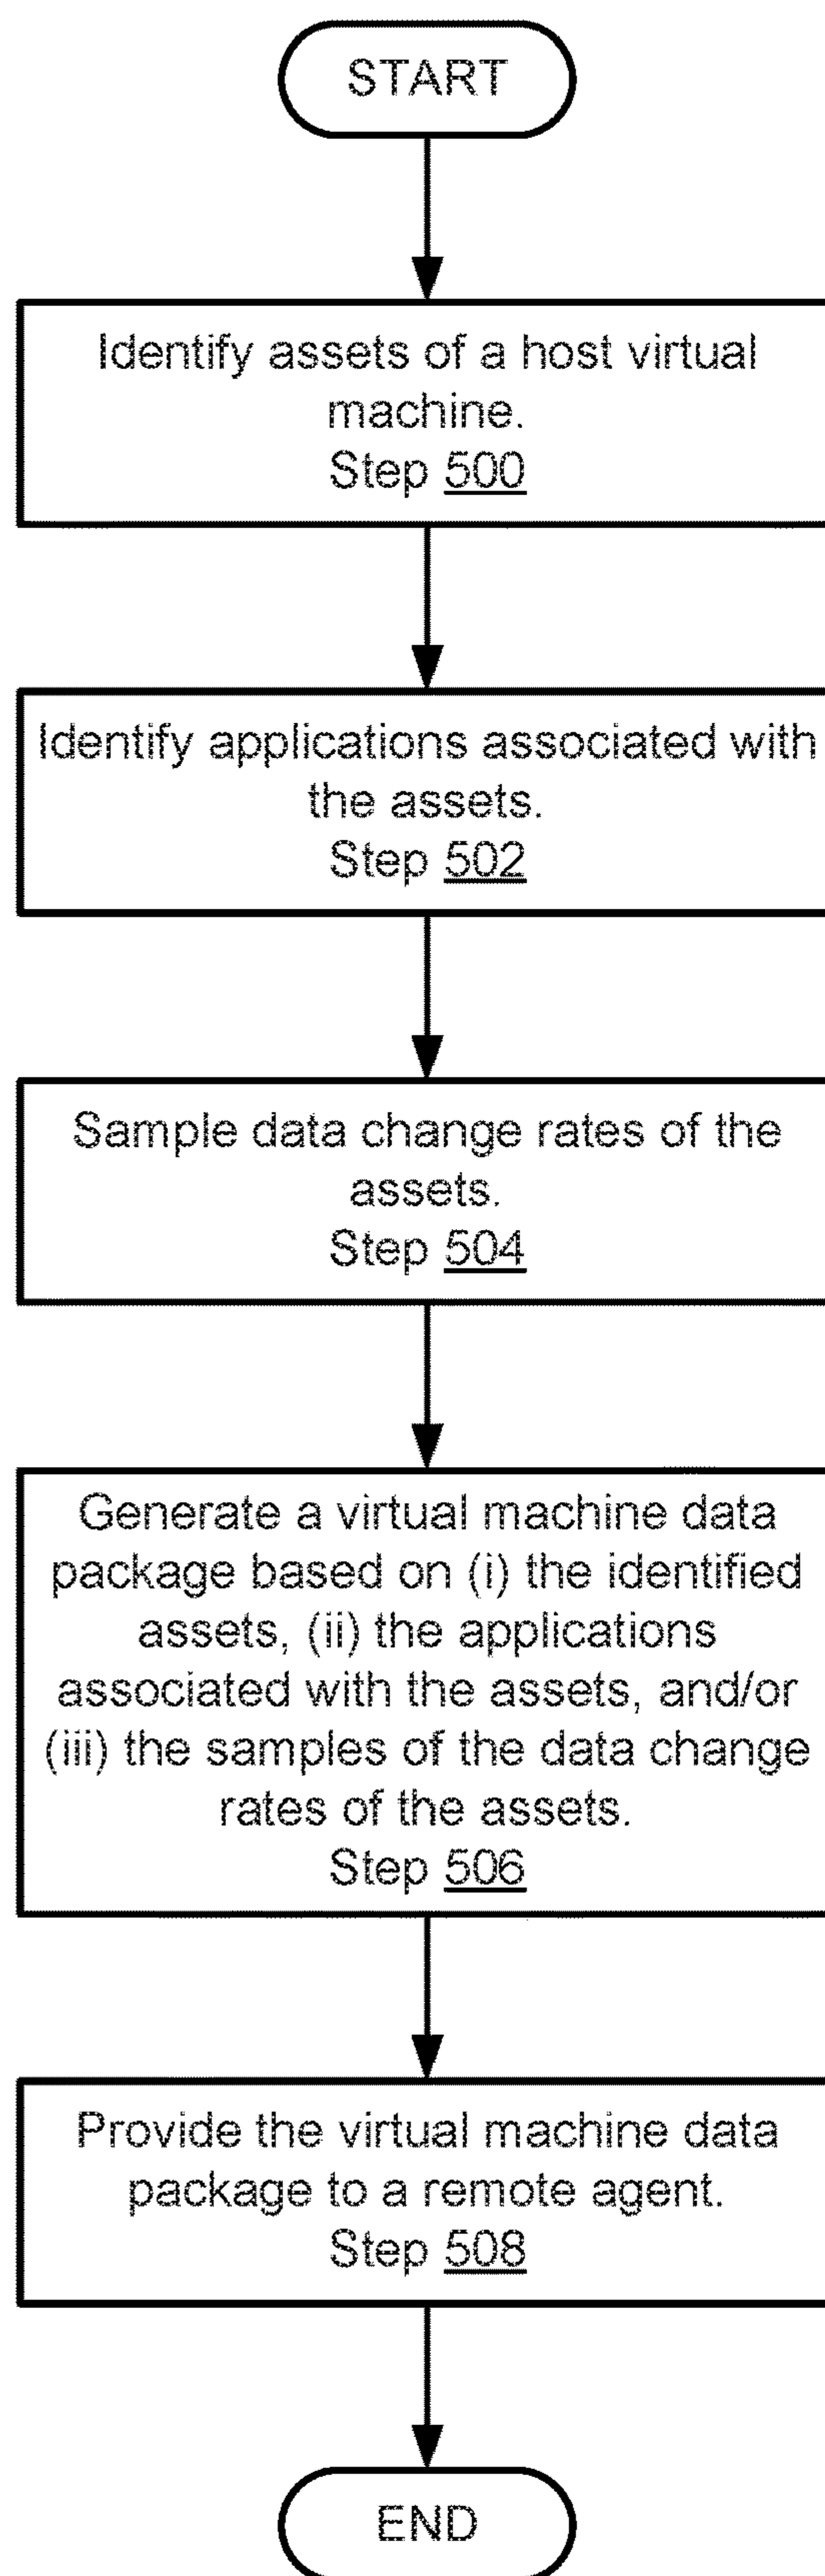 START
Identify assets of a host virtual
machine.
Step 500
Identify applications associated with
the assets.
Step 502
Sample data change rates of the
assets.
Step 504
Generate a virtual machine data
package based on (i) the identified
assets, (ii) the applications
associated with the assets, and/or
(iii) the samples of the data change
rates of the assets.
Step 506
Provide the virtual machine data
package to a remote agent.
Step 508
END